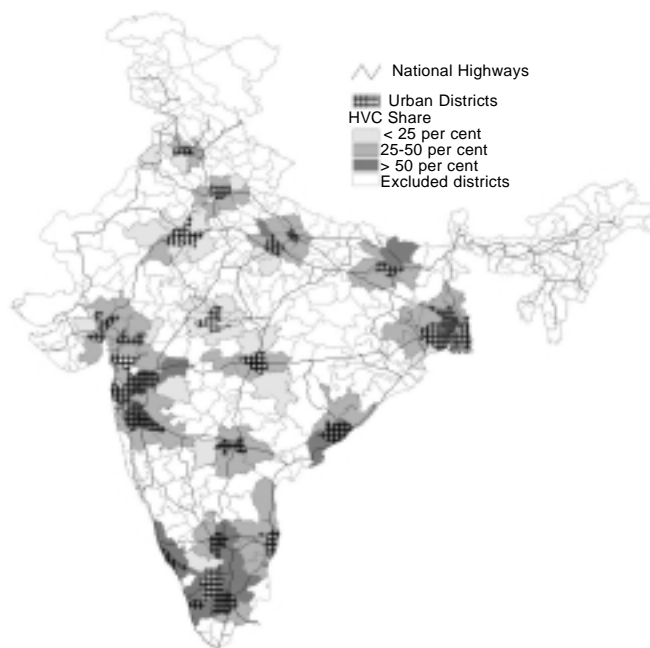 National Highways
Urban Districts
HVC Share
< 25 per cent
25-50 per cent
> 50 per cent
Excluded districts